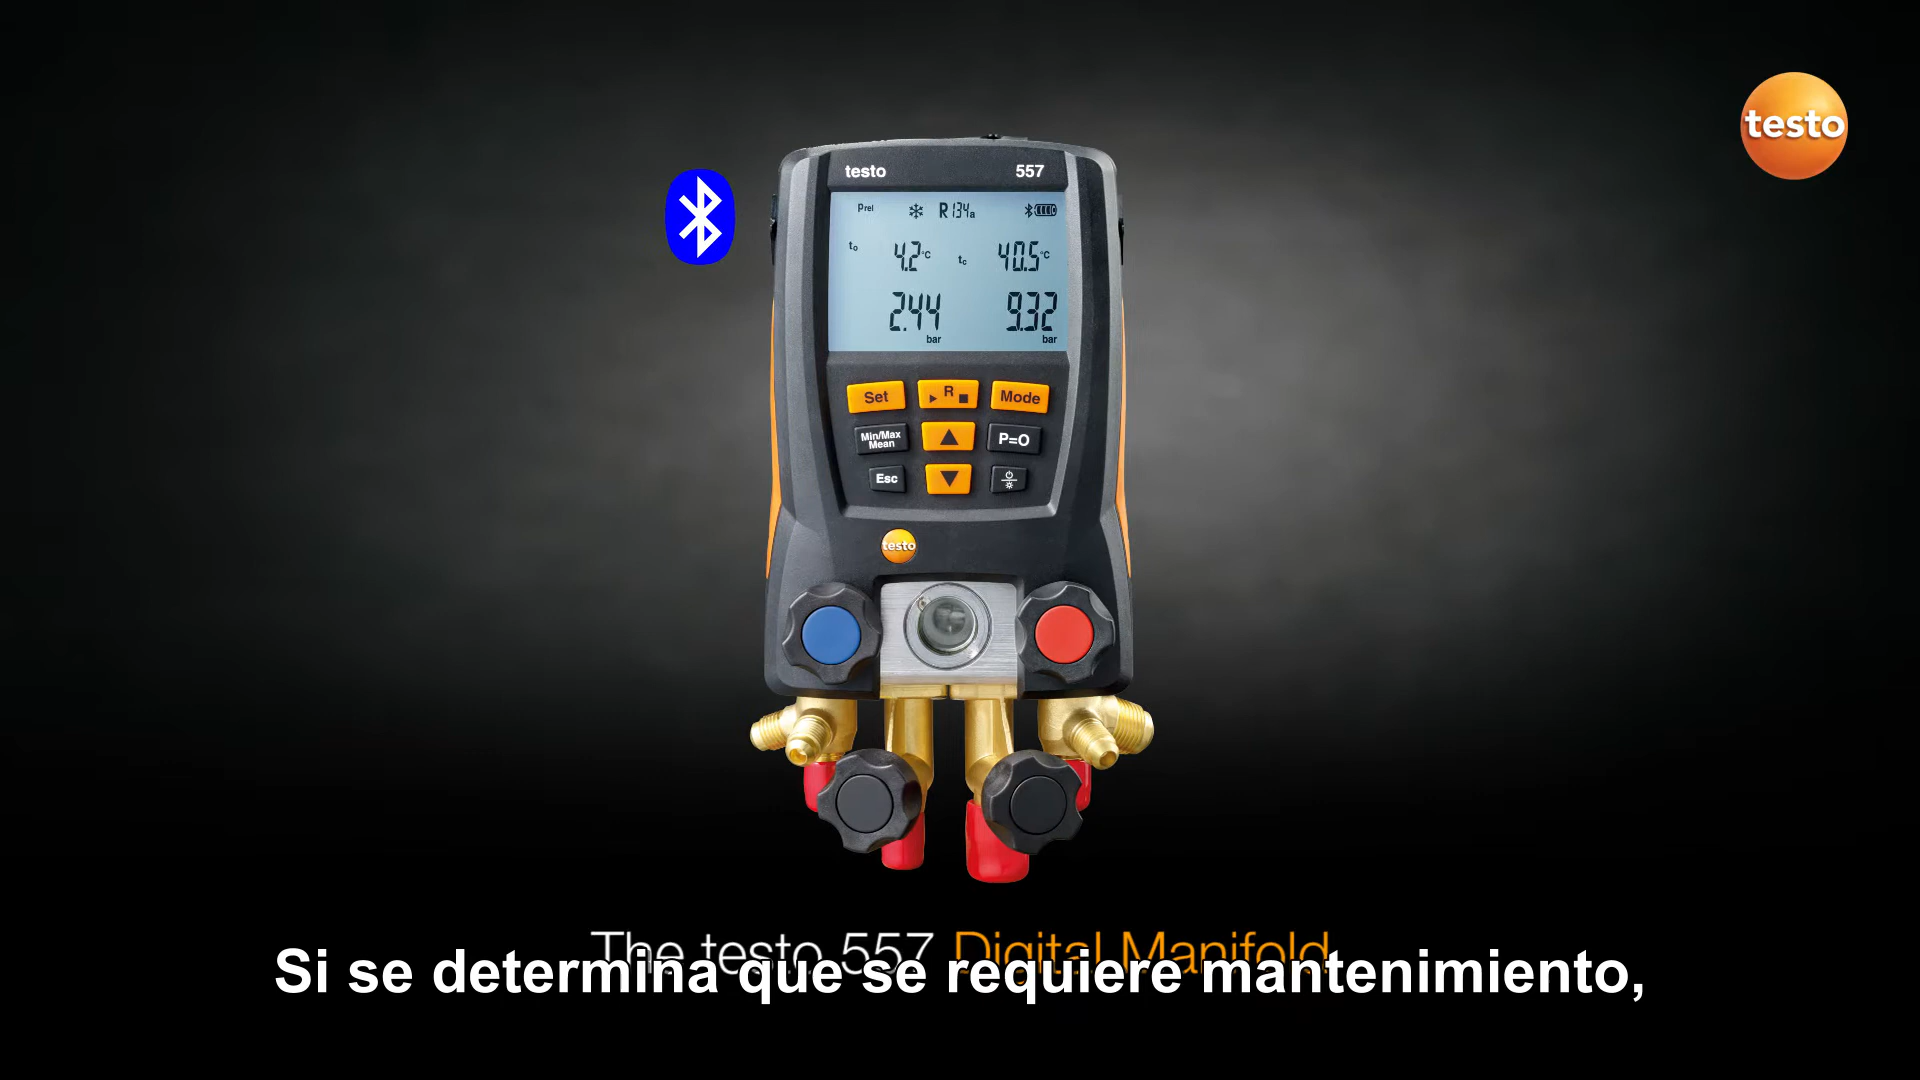 testo
testo 557
Prel R134a
to 4.2 °C tc 40.5 °C
2.44 9.32
bar bar
Set R Mode
Min/Max
Mean
P=O
Esc
testo
The testo 557 Digital Manifold
Si se determina que se requiere mantenimiento,